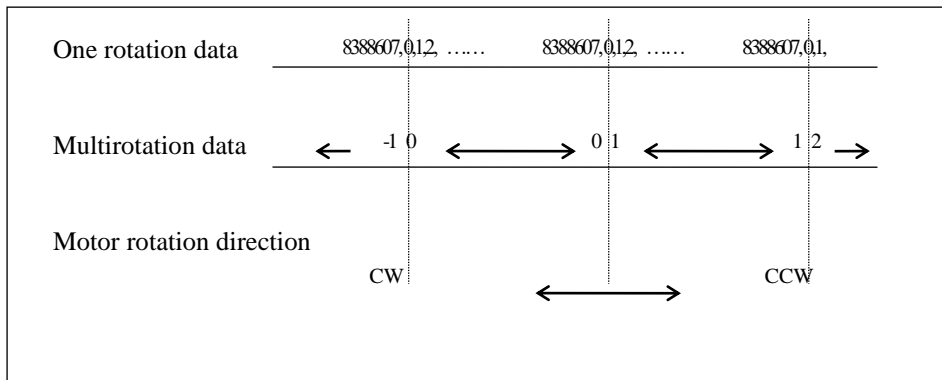 One rotation data 8388607,0,1,2, …… 8388607,0,1,2, …… 8388607,0,1,
Multirotation data -1 0 0 1 1 2
Motor rotation direction
CW CCW